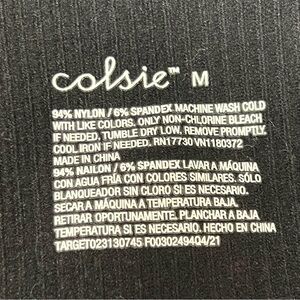 colsie™ M
94% NYLON / 6% SPANDEX MACHINE WASH COLD
WITH LIKE COLORS. ONLY NON-CHLORINE BLEACH
IF NEEDED, TUMBLE DRY LOW, REMOVE PROMPTLY.
COOL IRON IF NEEDED. RN17730 VN1180372
MADE IN CHINA
94% NAILON / 6% SPANDEX LAVAR A MÁQUINA
CON AGUA FRÍA CON COLORES SIMILARES. SÓLO
BLANQUEADOR SIN CLORO SI ES NECESARIO.
SECAR A MÁQUINA A TEMPERATURA BAJA,
RETIRAR OPORTUNAMENTE. PLANCHAR A BAJA
TEMPERATURA SI ES NECESARIO. HECHO EN CHINA
TARGET023130745 F0030249404/21